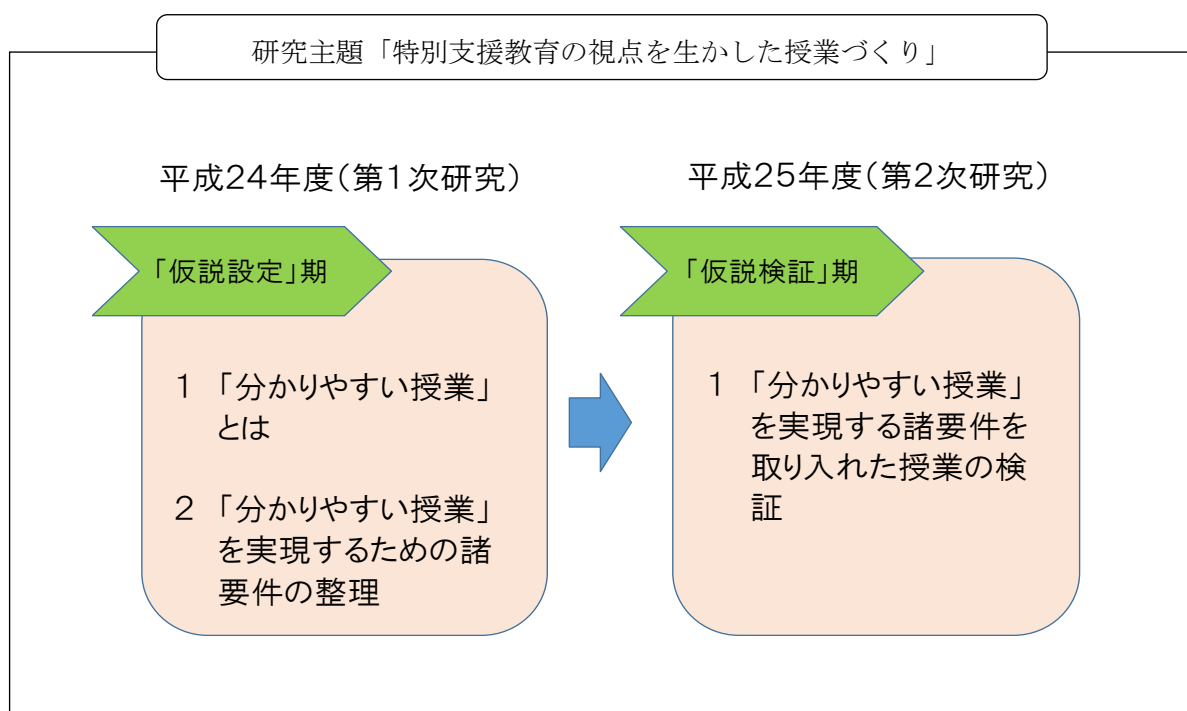 研究主題「特別支援教育の視点を生かした授業づくり」
平成24年度(第1次研究)
「仮説設定」期
1 「分かりやすい授業」
とは
2 「分かりやすい授業」
を実現するための諸
要件の整理
平成25年度(第2次研究)
「仮説検証」期
1 「分かりやすい授業」
を実現する諸要件を
取り入れた授業の検
証